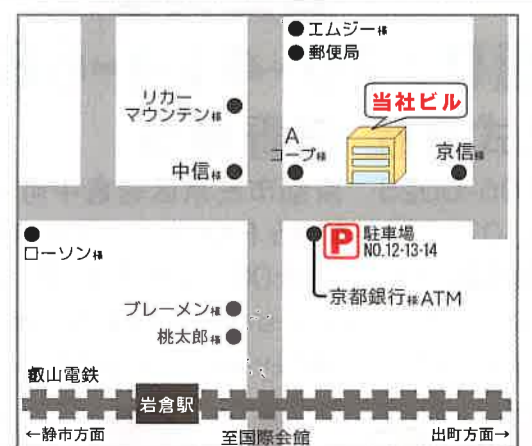 エムジー様
郵便局
リカー
マウンテン様
当社ビル
A
コープ様
中信様
京信様
ローソン様
P 駐車場
NO.12-13-14
京都銀行様ATM
ブレーメン様
桃太郎様
叡山電鉄
岩倉駅
←静市方面
至国際会館
出町方面→